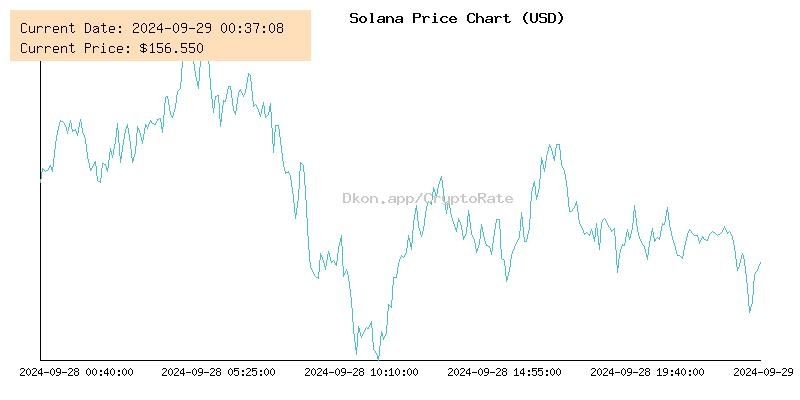 Solana Price Chart (USD)
Current Date: 2024-09-29 00:37:08
Current Price: $156.550
Dkon.app/CryptoRate
2024-09-28 00:40:00 2024-09-28 05:25:00 2024-09-28 10:10:00 2024-09-28 14:55:00 2024-09-28 19:40:00 2024-09-29